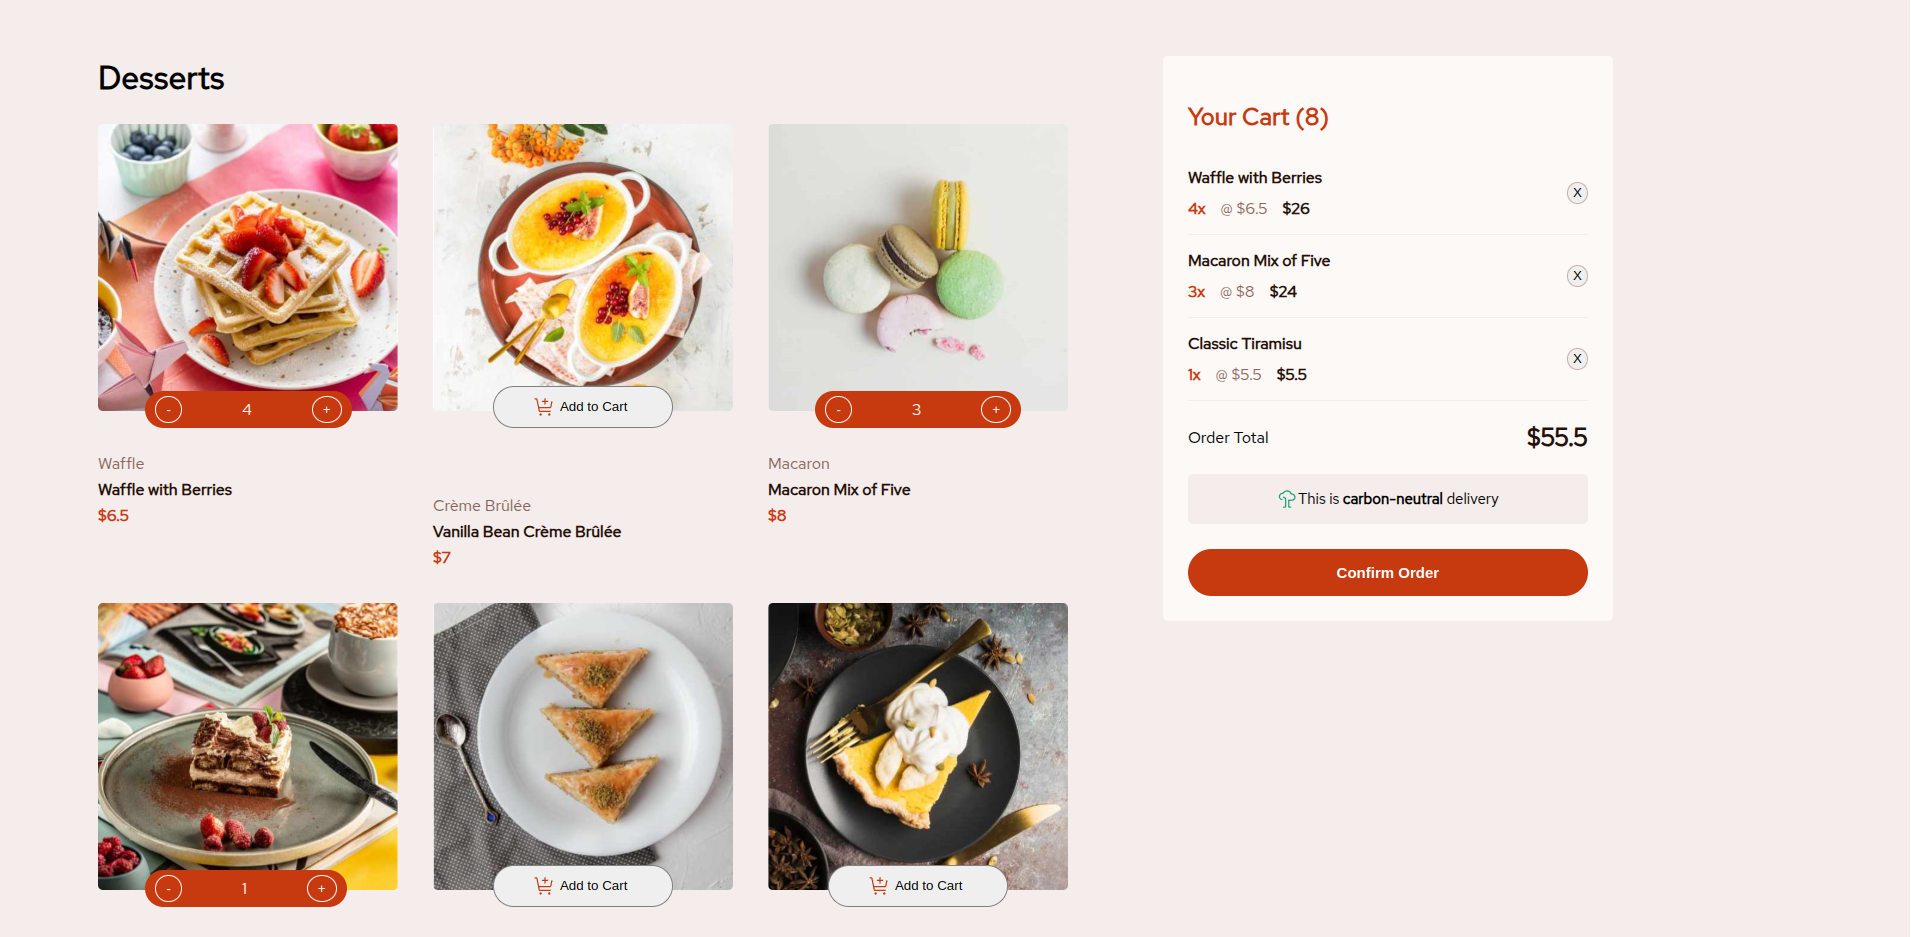 Desserts
- 4 +
Waffle
Waffle with Berries
$6.5
Add to Cart
Crème Brûlée
Vanilla Bean Crème Brûlée
$7
- 3 +
Macaron
Macaron Mix of Five
$8
- 1 +
Add to Cart
Add to Cart
Your Cart (8)
Waffle with Berries
4x @ $6.5 $26
X
Macaron Mix of Five
3x @ $8 $24
X
Classic Tiramisu
1x @ $5.5 $5.5
X
Order Total $55.5
This is carbon-neutral delivery
Confirm Order